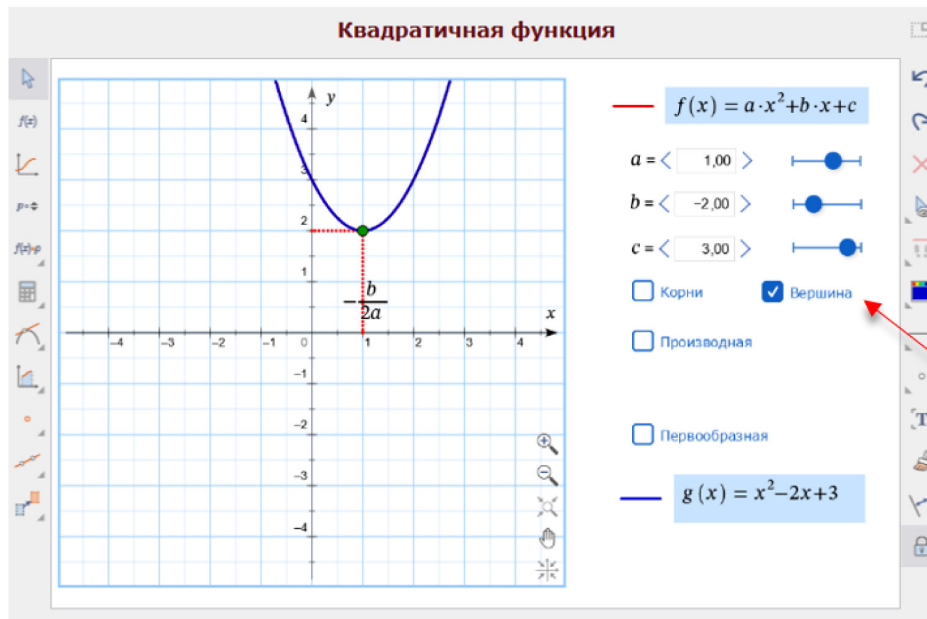 Квадратичная функция
f(x)
p=
f(x)=p
y
4
3
2
1
-b/2a
x
-4 -3 -2 -1 0 1 2 3 4
-1
-2
-3
-4
f(x) = a·x²+b·x+c
a = < 1,00 >
b = < -2,00 >
c = < 3,00 >
Корни Вершина
Производная
Первообразная
g(x) = x²-2x+3
T